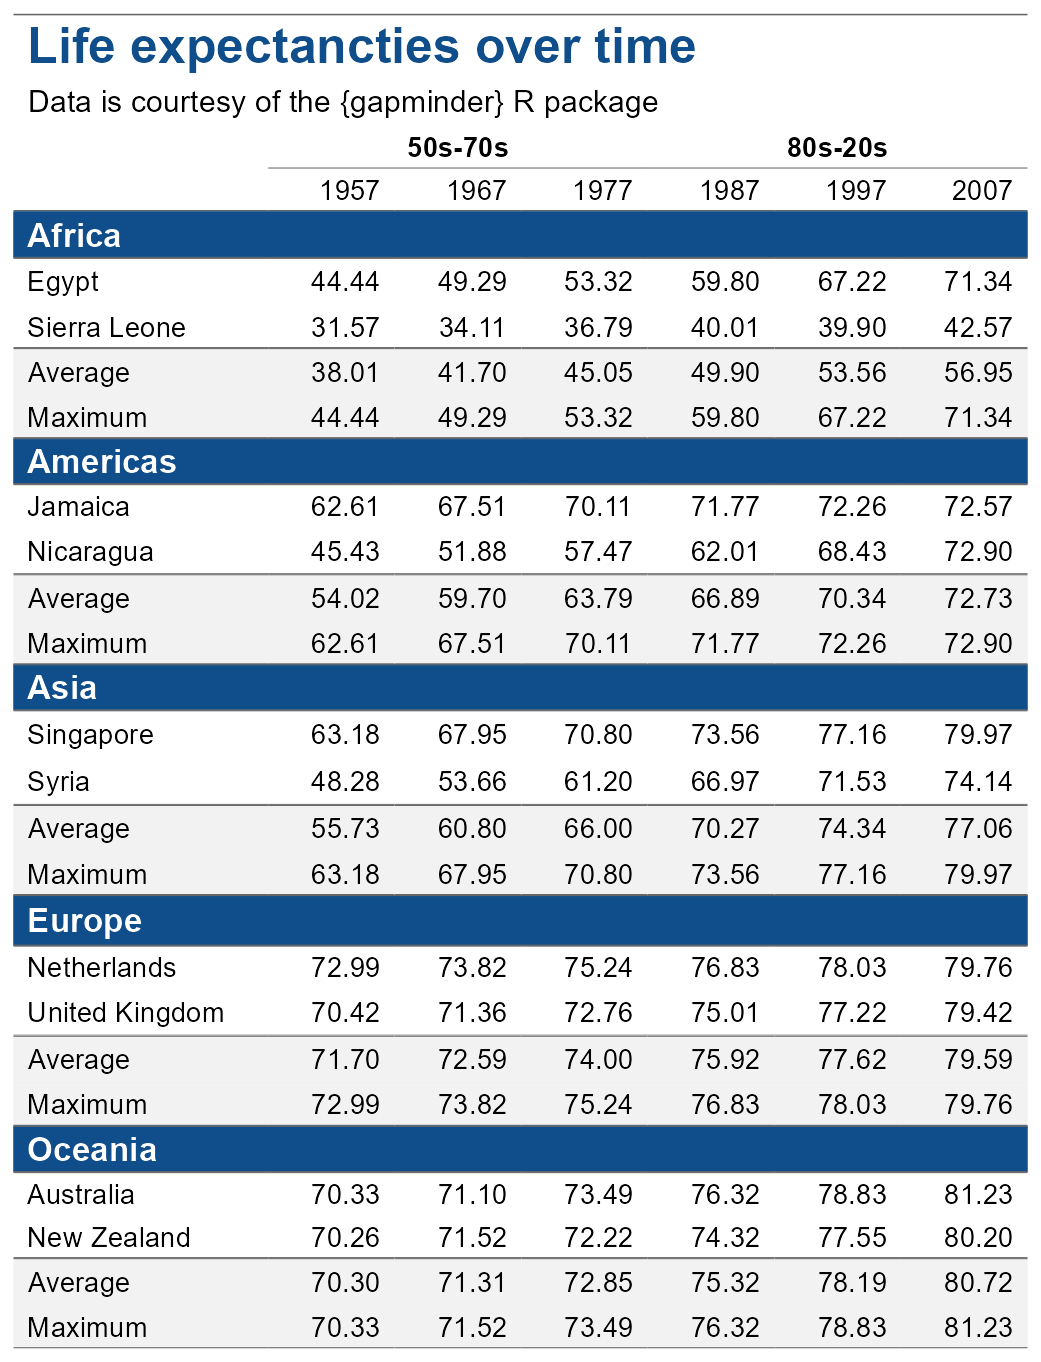 Life expectancties over time
Data is courtesy of the {gapminder} R package
50s-70s 80s-20s
1957 1967 1977 1987 1997 2007
Africa
Egypt 44.44 49.29 53.32 59.80 67.22 71.34
Sierra Leone 31.57 34.11 36.79 40.01 39.90 42.57
Average 38.01 41.70 45.05 49.90 53.56 56.95
Maximum 44.44 49.29 53.32 59.80 67.22 71.34
Americas
Jamaica 62.61 67.51 70.11 71.77 72.26 72.57
Nicaragua 45.43 51.88 57.47 62.01 68.43 72.90
Average 54.02 59.70 63.79 66.89 70.34 72.73
Maximum 62.61 67.51 70.11 71.77 72.26 72.90
Asia
Singapore 63.18 67.95 70.80 73.56 77.16 79.97
Syria 48.28 53.66 61.20 66.97 71.53 74.14
Average 55.73 60.80 66.00 70.27 74.34 77.06
Maximum 63.18 67.95 70.80 73.56 77.16 79.97
Europe
Netherlands 72.99 73.82 75.24 76.83 78.03 79.76
United Kingdom 70.42 71.36 72.76 75.01 77.22 79.42
Average 71.70 72.59 74.00 75.92 77.62 79.59
Maximum 72.99 73.82 75.24 76.83 78.03 79.76
Oceania
Australia 70.33 71.10 73.49 76.32 78.83 81.23
New Zealand 70.26 71.52 72.22 74.32 77.55 80.20
Average 70.30 71.31 72.85 75.32 78.19 80.72
Maximum 70.33 71.52 73.49 76.32 78.83 81.23